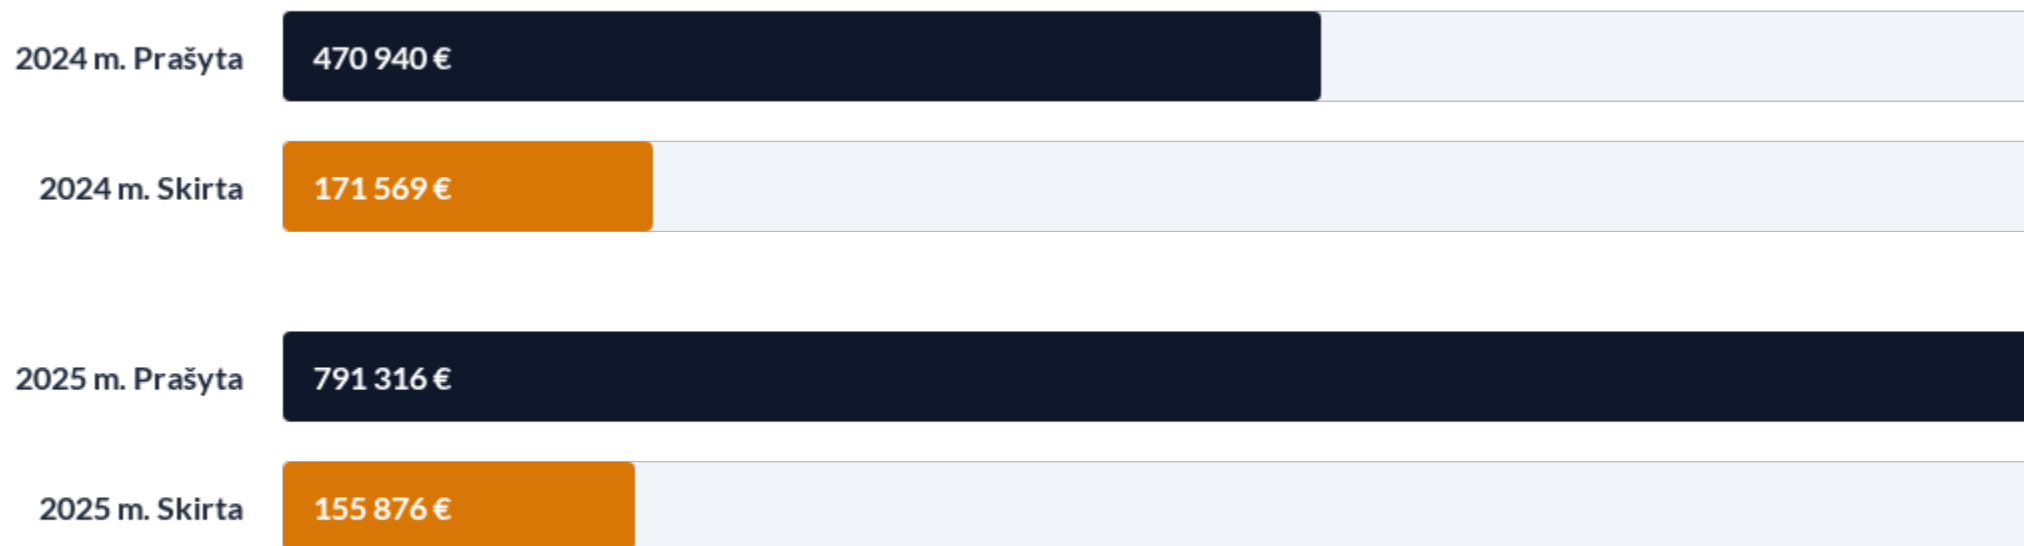 2024 m. Prašyta 470 940 €
2024 m. Skirta 171 569 €
2025 m. Prašyta 791 316 €
2025 m. Skirta 155 876 €